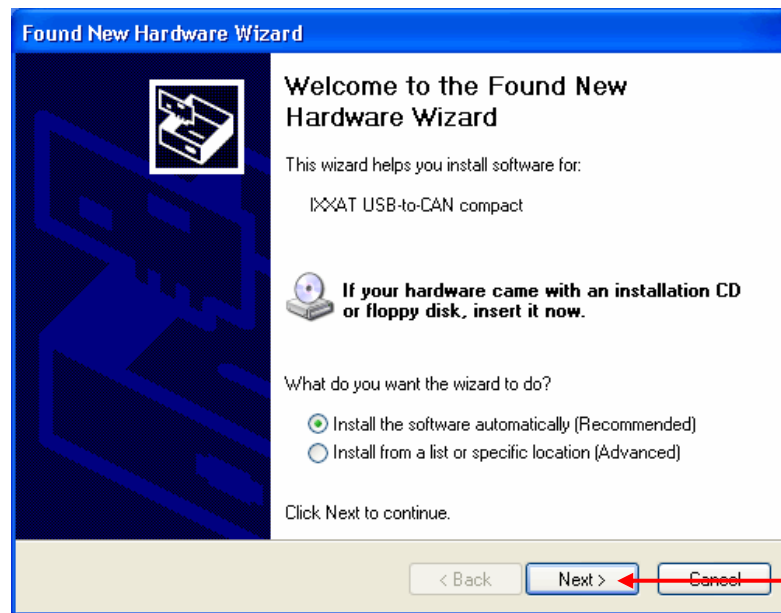 Found New Hardware Wizard
Welcome to the Found New
Hardware Wizard
This wizard helps you install software for:
IXXAT USB-to-CAN compact
If your hardware came with an installation CD
or floppy disk, insert it now.
What do you want the wizard to do?
Install the software automatically (Recommended)
Install from a list or specific location (Advanced)
Click Next to continue.
< Back Next > Cancel